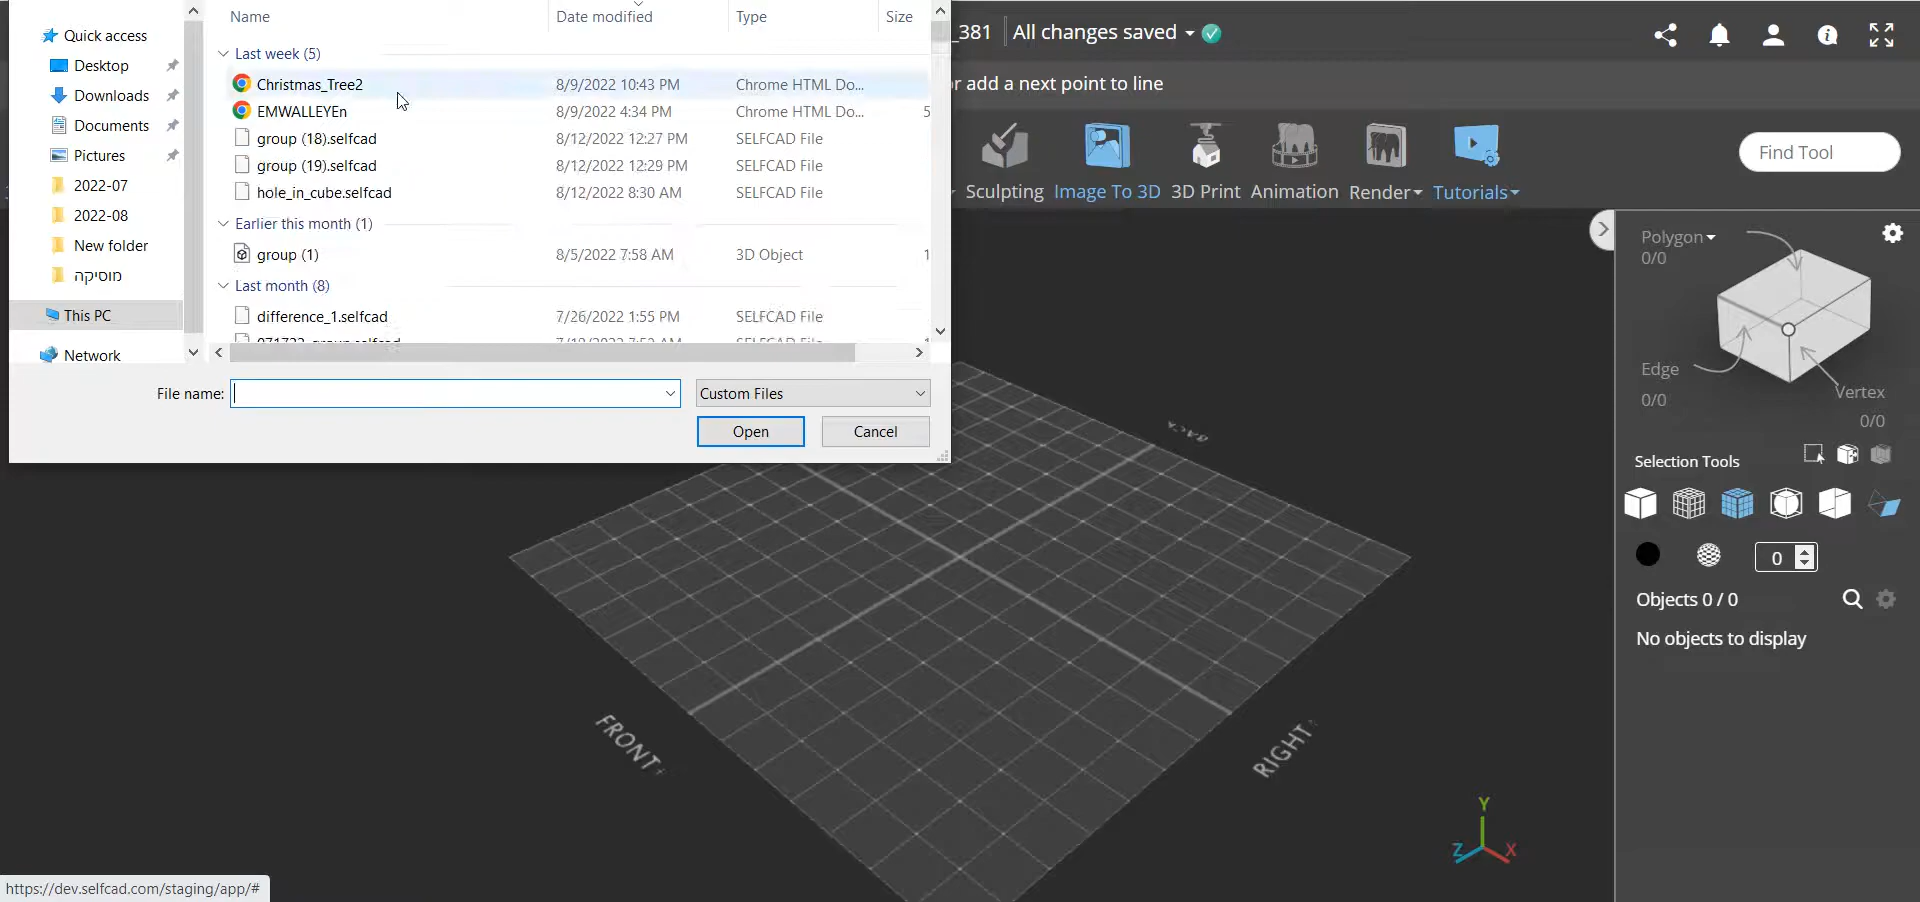 Quick access
Desktop
Downloads
Documents
Pictures
2022-07
2022-08
New folder
מוסיקה
This PC
Network
Name Date modified Type Size
Last week (5)
Christmas_Tree2 8/9/2022 10:43 PM Chrome HTML Do...
EMWALLEYEn 8/9/2022 4:34 PM Chrome HTML Do... 5
group (18).selfcad 8/12/2022 12:27 PM SELFCAD File
group (19).selfcad 8/12/2022 12:29 PM SELFCAD File
hole_in_cube.selfcad 8/12/2022 8:30 AM SELFCAD File
Earlier this month (1)
group (1) 8/5/2022 7:58 AM 3D Object 1
Last month (8)
difference_1.selfcad 7/26/2022 1:55 PM SELFCAD File
File name: Custom Files
Open Cancel
_381 All changes saved
or add a next point to line
Sculpting Image To 3D 3D Print Animation Render Tutorials
Find Tool
Polygon
0/0
Edge
0/0
Vertex
0/0
Selection Tools
0
Objects 0 / 0
No objects to display
BACK
FRONT
RIGHT
Y
Z X
https://dev.selfcad.com/staging/app/#